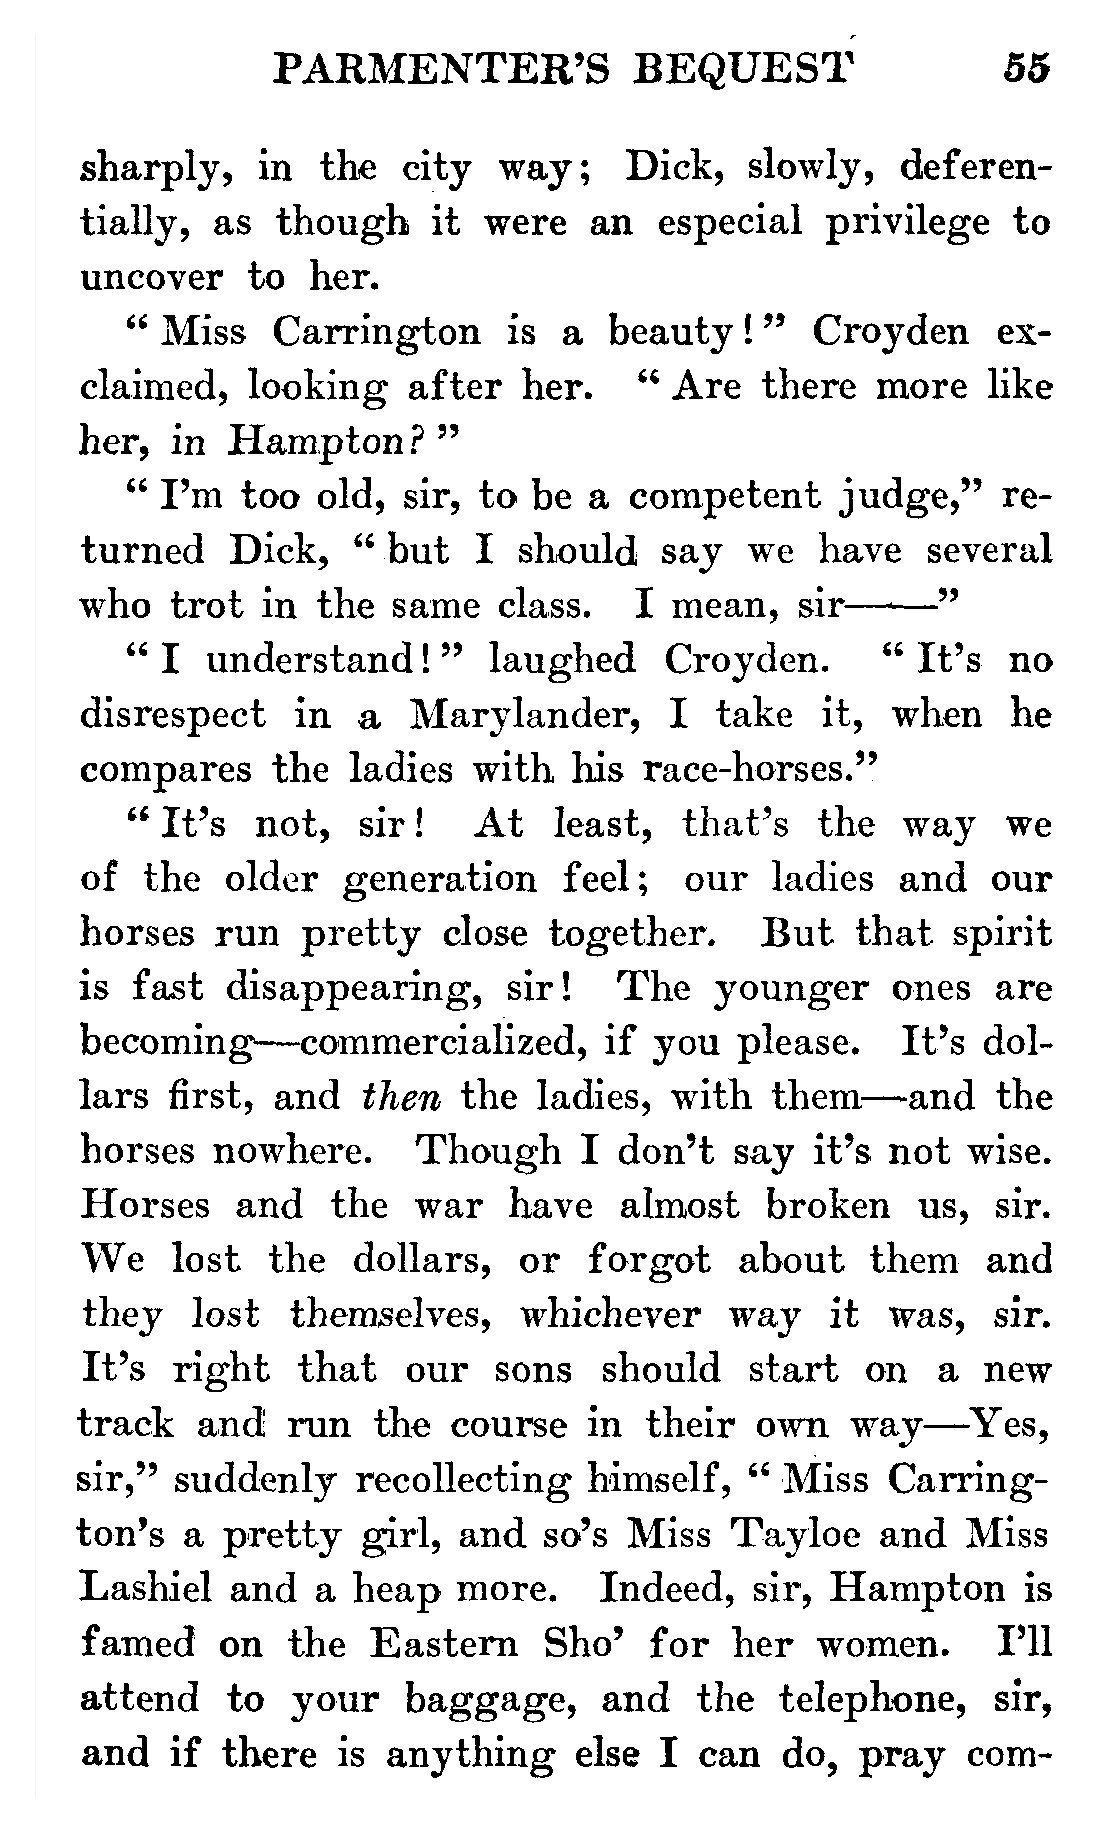 PARMENTER'S BEQUEST 55
sharply, in the city way; Dick, slowly, deferen-
tially, as though it were an especial privilege to
uncover to her.
"Miss Carrington is a beauty!" Croyden ex-
claimed, looking after her. "Are there more like
her, in Hampton?"
"I'm too old, sir, to be a competent judge," re-
turned Dick, "but I should say we have several
who trot in the same class. I mean, sir——"
"I understand!" laughed Croyden. "It's no
disrespect in a Marylander, I take it, when he
compares the ladies with his race-horses."
"It's not, sir! At least, that's the way we
of the older generation feel; our ladies and our
horses run pretty close together. But that spirit
is fast disappearing, sir! The younger ones are
becoming—commercialized, if you please. It's dol-
lars first, and then the ladies, with them—and the
horses nowhere. Though I don't say it's not wise.
Horses and the war have almost broken us, sir.
We lost the dollars, or forgot about them and
they lost themselves, whichever way it was, sir.
It's right that our sons should start on a new
track and run the course in their own way—Yes,
sir," suddenly recollecting himself, "Miss Carring-
ton's a pretty girl, and so's Miss Tayloe and Miss
Lashiel and a heap more. Indeed, sir, Hampton is
famed on the Eastern Sho' for her women. I'll
attend to your baggage, and the telephone, sir,
and if there is anything else I can do, pray com-